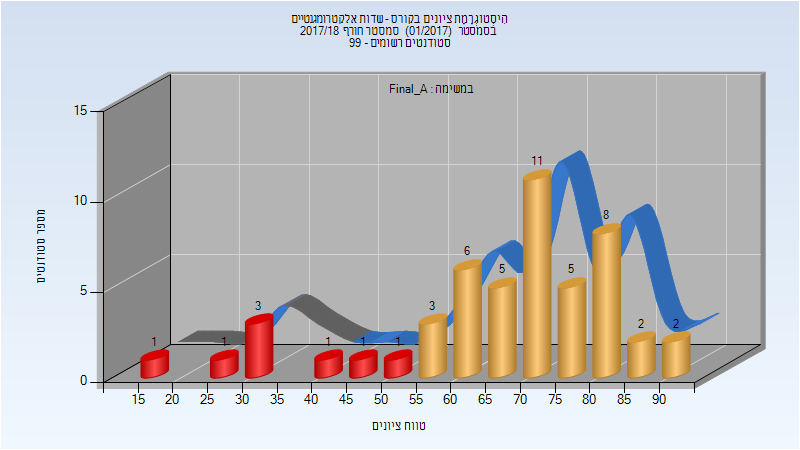 היסטוגרמת ציונים בקורס - שדות אלקטרומגנטיים
בסמסטר (01/2017) סמסטר חורף 2017/18
סטודנטים רשומים - 99
במשימה : Final_A
מספר סטודנטים
15
10
5
0
1
1
3
1
1
1
3
6
5
11
5
8
2
2
15 20 25 30 35 40 45 50 55 60 65 70 75 80 85 90
טווח ציונים